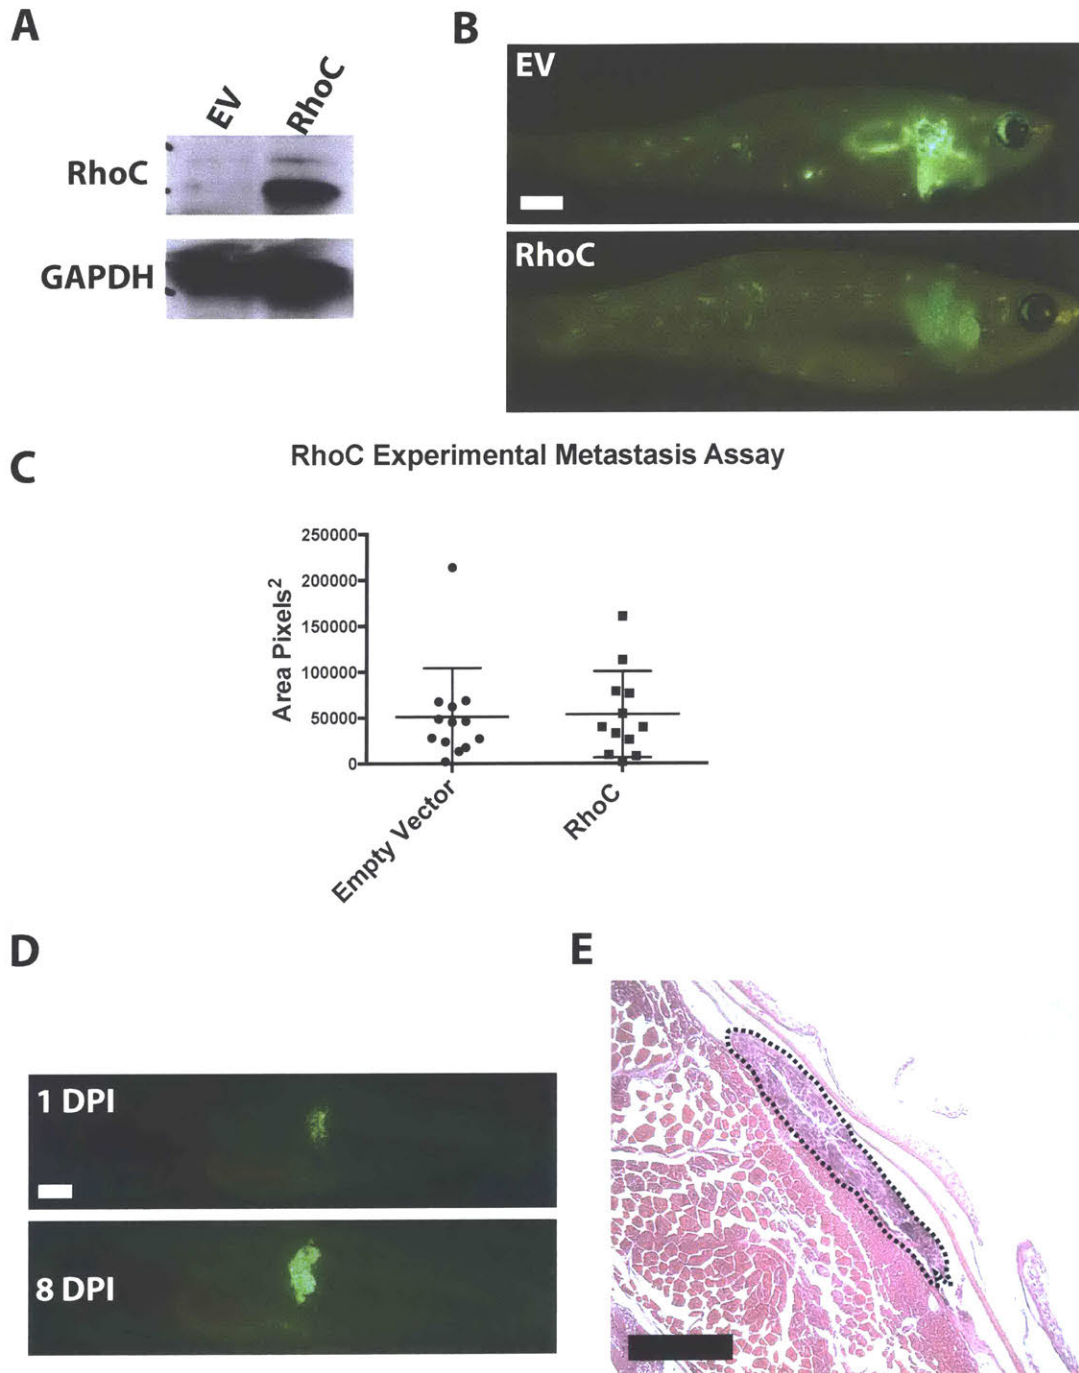 A
EV
RhoC
RhoC
GAPDH
B
EV
RhoC
C
RhoC Experimental Metastasis Assay
250000
200000
150000
100000
50000
0
Area Pixels²
Empty Vector
RhoC
D
1 DPI
8 DPI
E